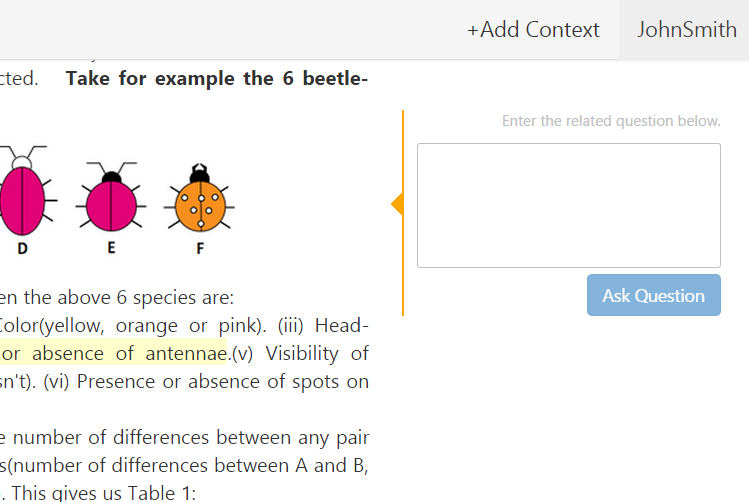 +Add Context JohnSmith
cted. Take for example the 6 beetle-
Enter the related question below.
D E F
Ask Question
en the above 6 species are:
Color(yellow, orange or pink). (iii) Head-
or absence of antennae.(v) Visibility of
sn't). (vi) Presence or absence of spots on
e number of differences between any pair
s(number of differences between A and B,
. This gives us Table 1: